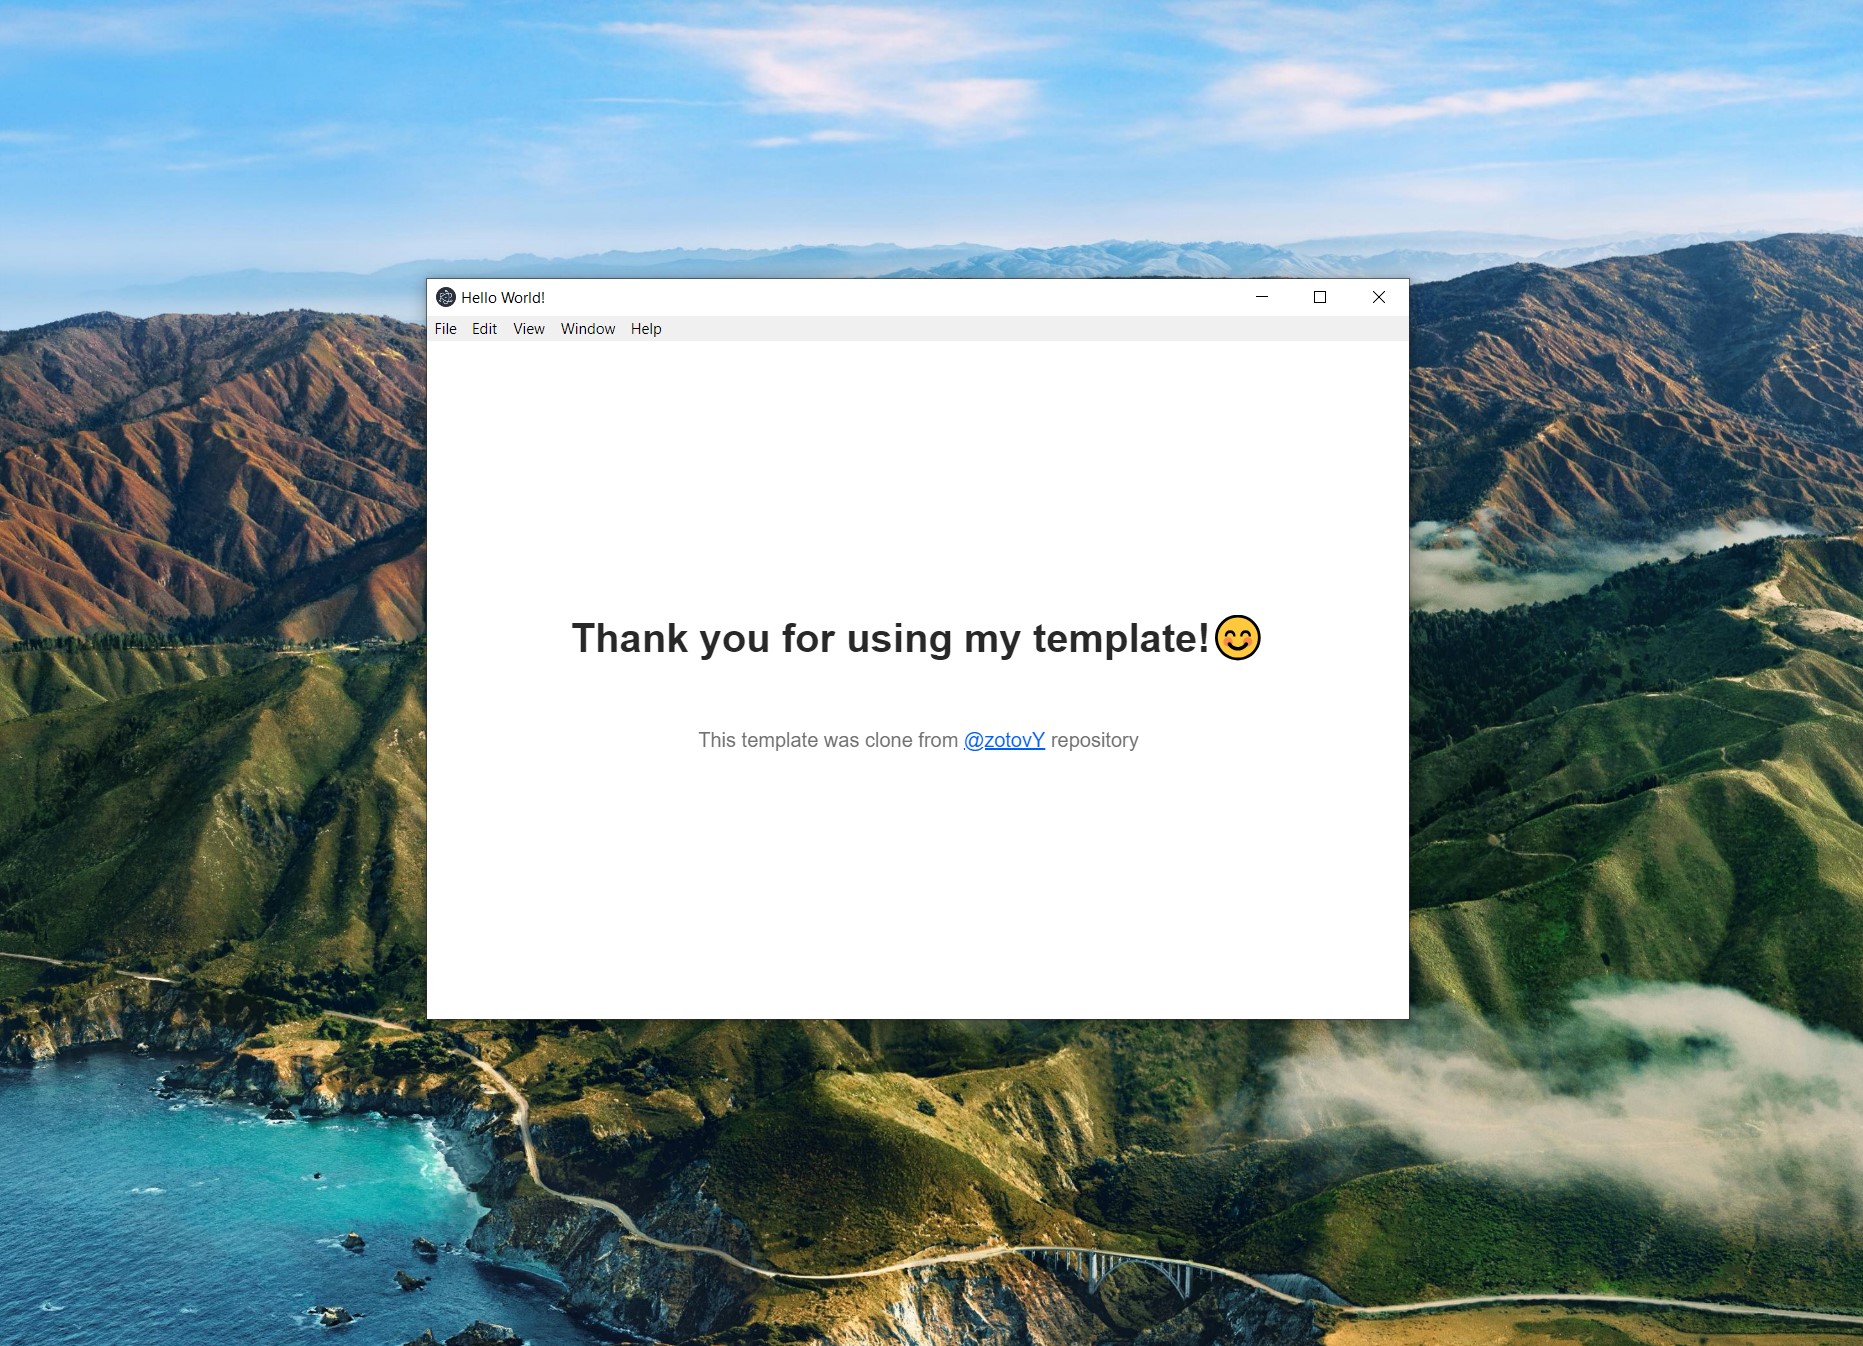 Hello World!
File Edit View Window Help
Thank you for using my template!😊
This template was clone from @zotovY repository